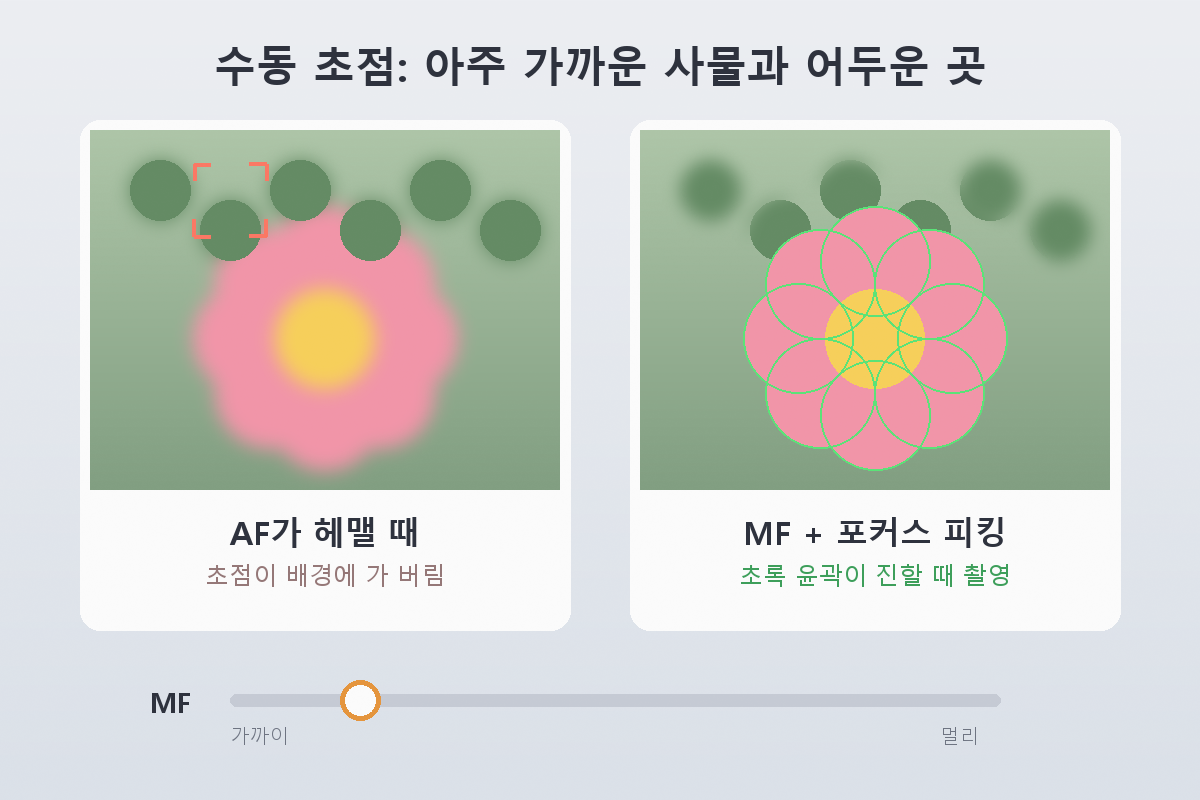 수동 초점: 아주 가까운 사물과 어두운 곳
AF가 헤맬 때
초점이 배경에 가 버림
MF + 포커스 피킹
초록 윤곽이 진할 때 촬영
MF
가까이
멀리